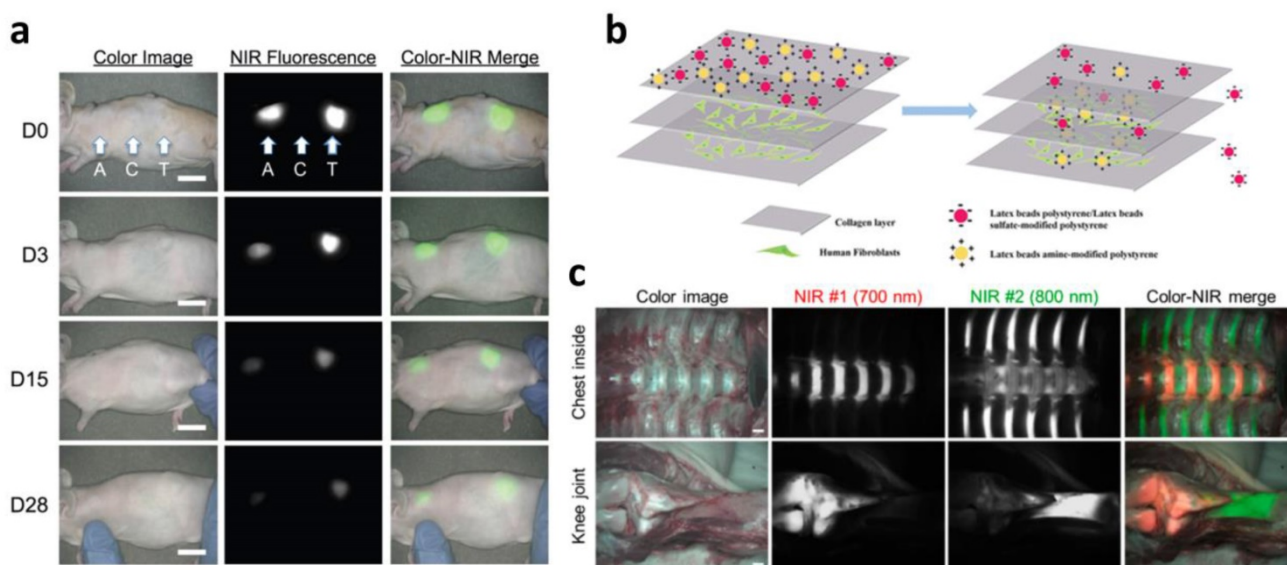 a
Color Image NIR Fluorescence Color-NIR Merge
D0
A C T A C T
D3
D15
D28
b
Collagen layer
Human Fibroblasts
Latex beads polystyrene/Latex beads
sulfate-modified polystyrene
Latex beads amine-modified polystyrene
c
Color image NIR #1 (700 nm) NIR #2 (800 nm) Color-NIR merge
Chest inside
Knee joint